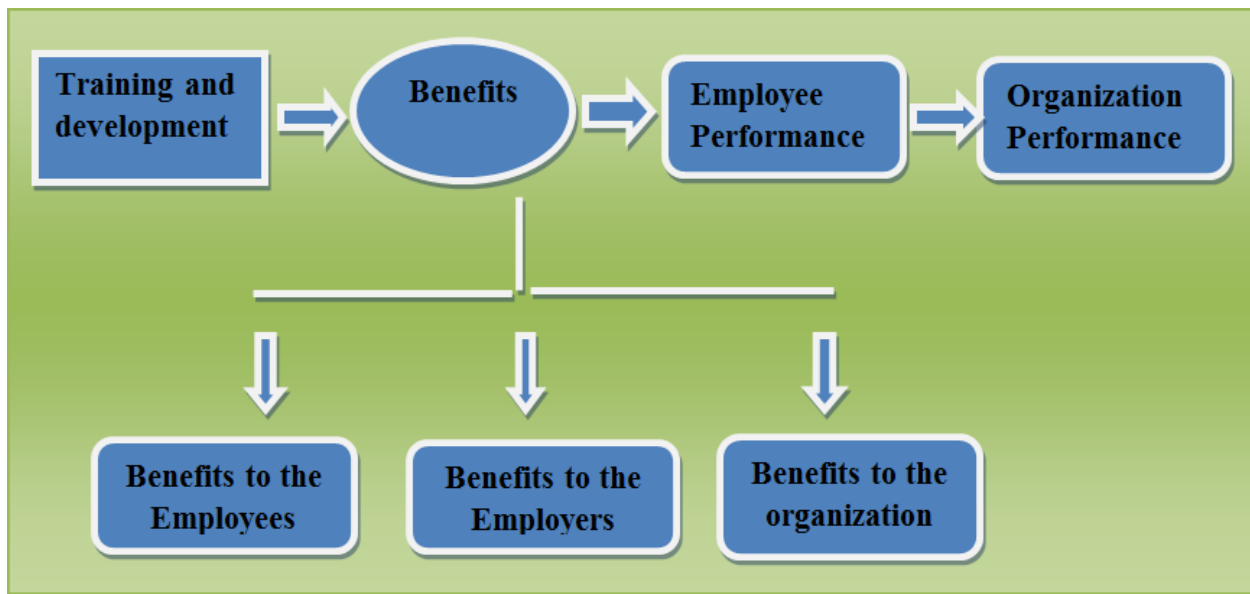 Training and
development
Benefits
Employee
Performance
Organization
Performance
Benefits to the
Employees
Benefits to the
Employers
Benefits to the
organization